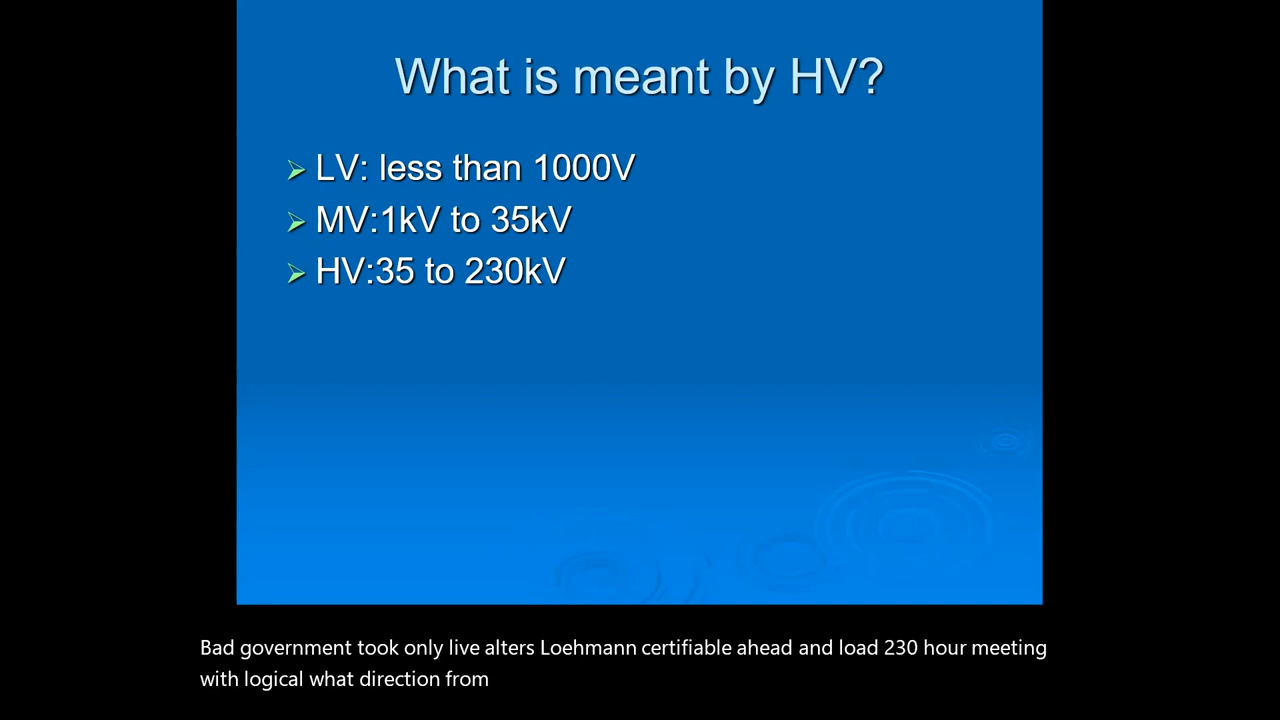 What is meant by HV?
LV: less than 1000V
MV:1kV to 35kV
HV:35 to 230kV
Bad government took only live alters Loehmann certifiable ahead and load 230 hour meeting
with logical what direction from